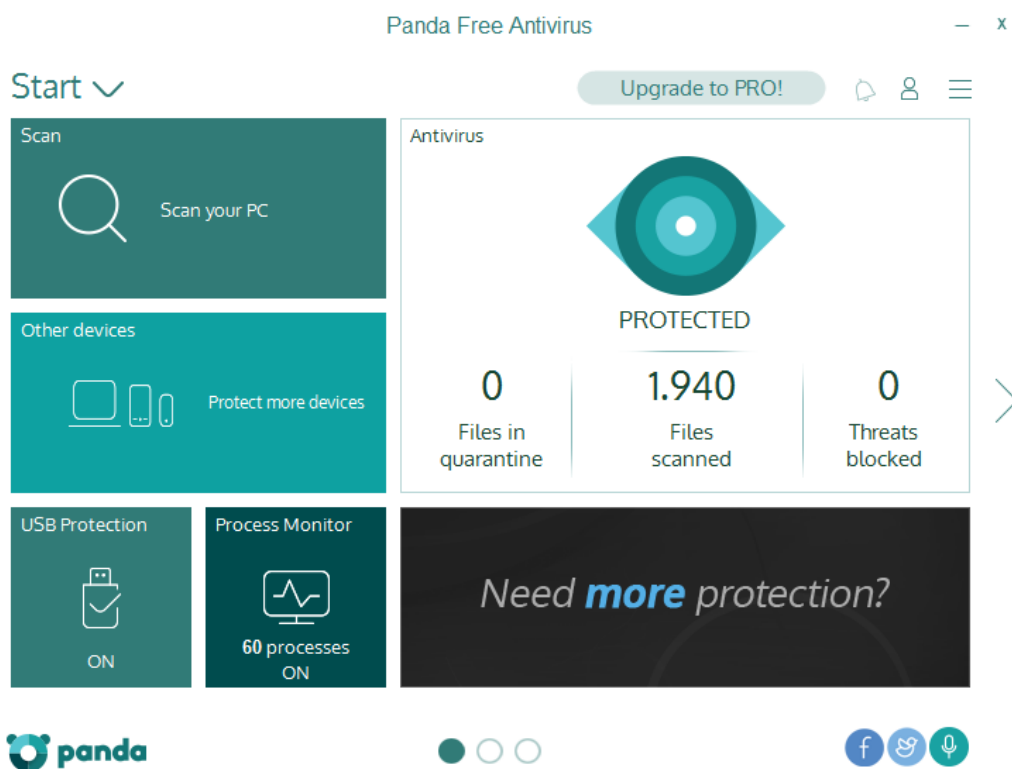 Panda Free Antivirus
Start
Upgrade to PRO!
Scan
Scan your PC
Other devices
Protect more devices
USB Protection
ON
Process Monitor
60 processes
ON
Antivirus
PROTECTED
0
Files in
quarantine
1.940
Files
scanned
0
Threats
blocked
Need more protection?
panda
f